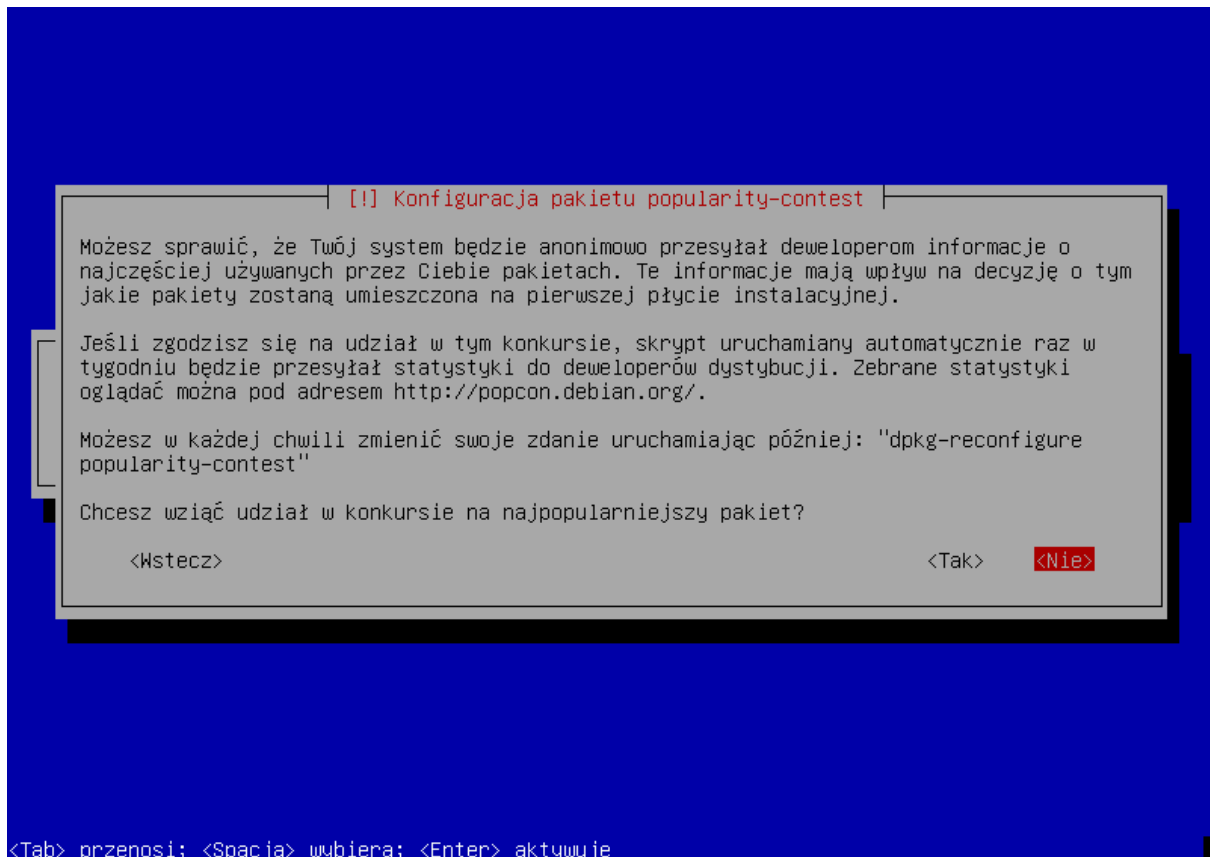 [!] Konfiguracja pakietu popularity-contest
Możesz sprawić, że Twój system będzie anonimowo przesyłał deweloperom informacje o
najczęściej używanych przez Ciebie pakietach. Te informacje mają wpływ na decyzję o tym
jakie pakiety zostaną umieszczona na pierwszej płycie instalacyjnej.
Jeśli zgodzisz się na udział w tym konkursie, skrypt uruchamiany automatycznie raz w
tygodniu będzie przesyłał statystyki do deweloperów dystybucji. Zebrane statystyki
oglądać można pod adresem http://popcon.debian.org/.
Możesz w każdej chwili zmienić swoje zdanie uruchamiając później: "dpkg-reconfigure
popularity-contest"
Chcesz wziąć udział w konkursie na najpopularniejszy pakiet?
<Wstecz> <Tak> <Nie>
<Tab> przenosi; <Spacja> wybiera; <Enter> aktywuje